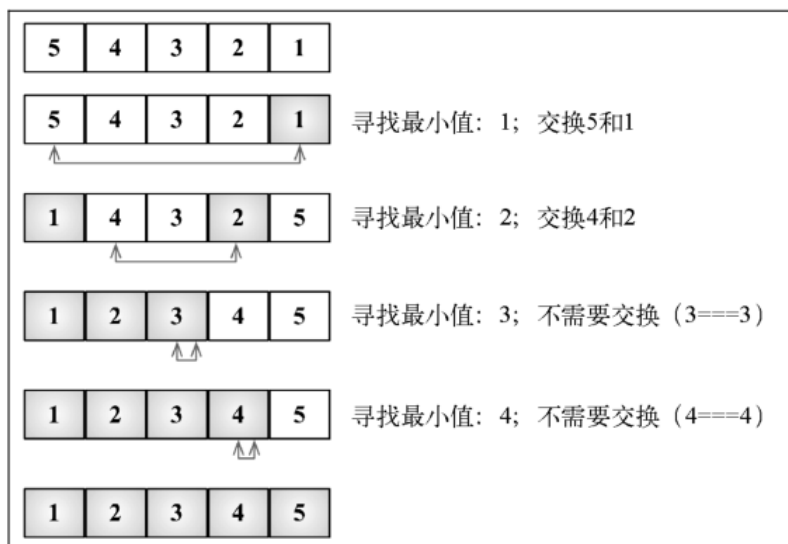 5 4 3 2 1
5 4 3 2 1 寻找最小值：1； 交换5和1
1 4 3 2 5 寻找最小值：2； 交换4和2
1 2 3 4 5 寻找最小值：3； 不需要交换（3===3）
1 2 3 4 5 寻找最小值：4； 不需要交换（4===4）
1 2 3 4 5